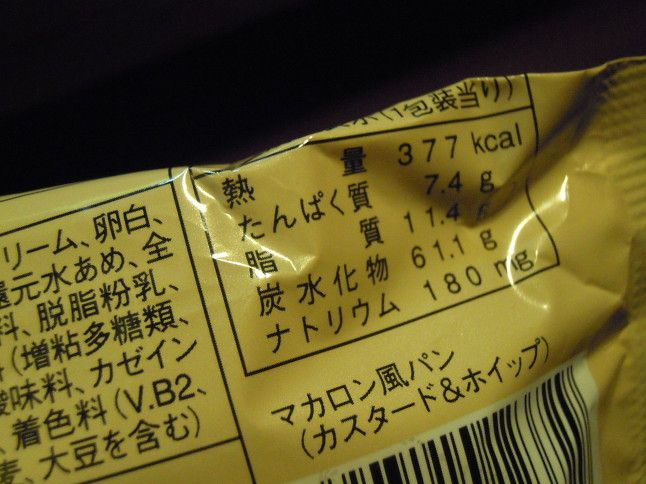 (1包装当り)
熱 量 377 kcal
たんぱく質 7.4 g
脂 質 11.4 g
炭水化物 61.1 g
ナトリウム 180 mg
リーム、卵白、
還元水あめ、全
料、脱脂粉乳、
(増粘多糖類、
酸味料、カゼイン
、着色料(V.B2、
麦、大豆を含む)
マカロン風パン
(カスタード&ホイップ)